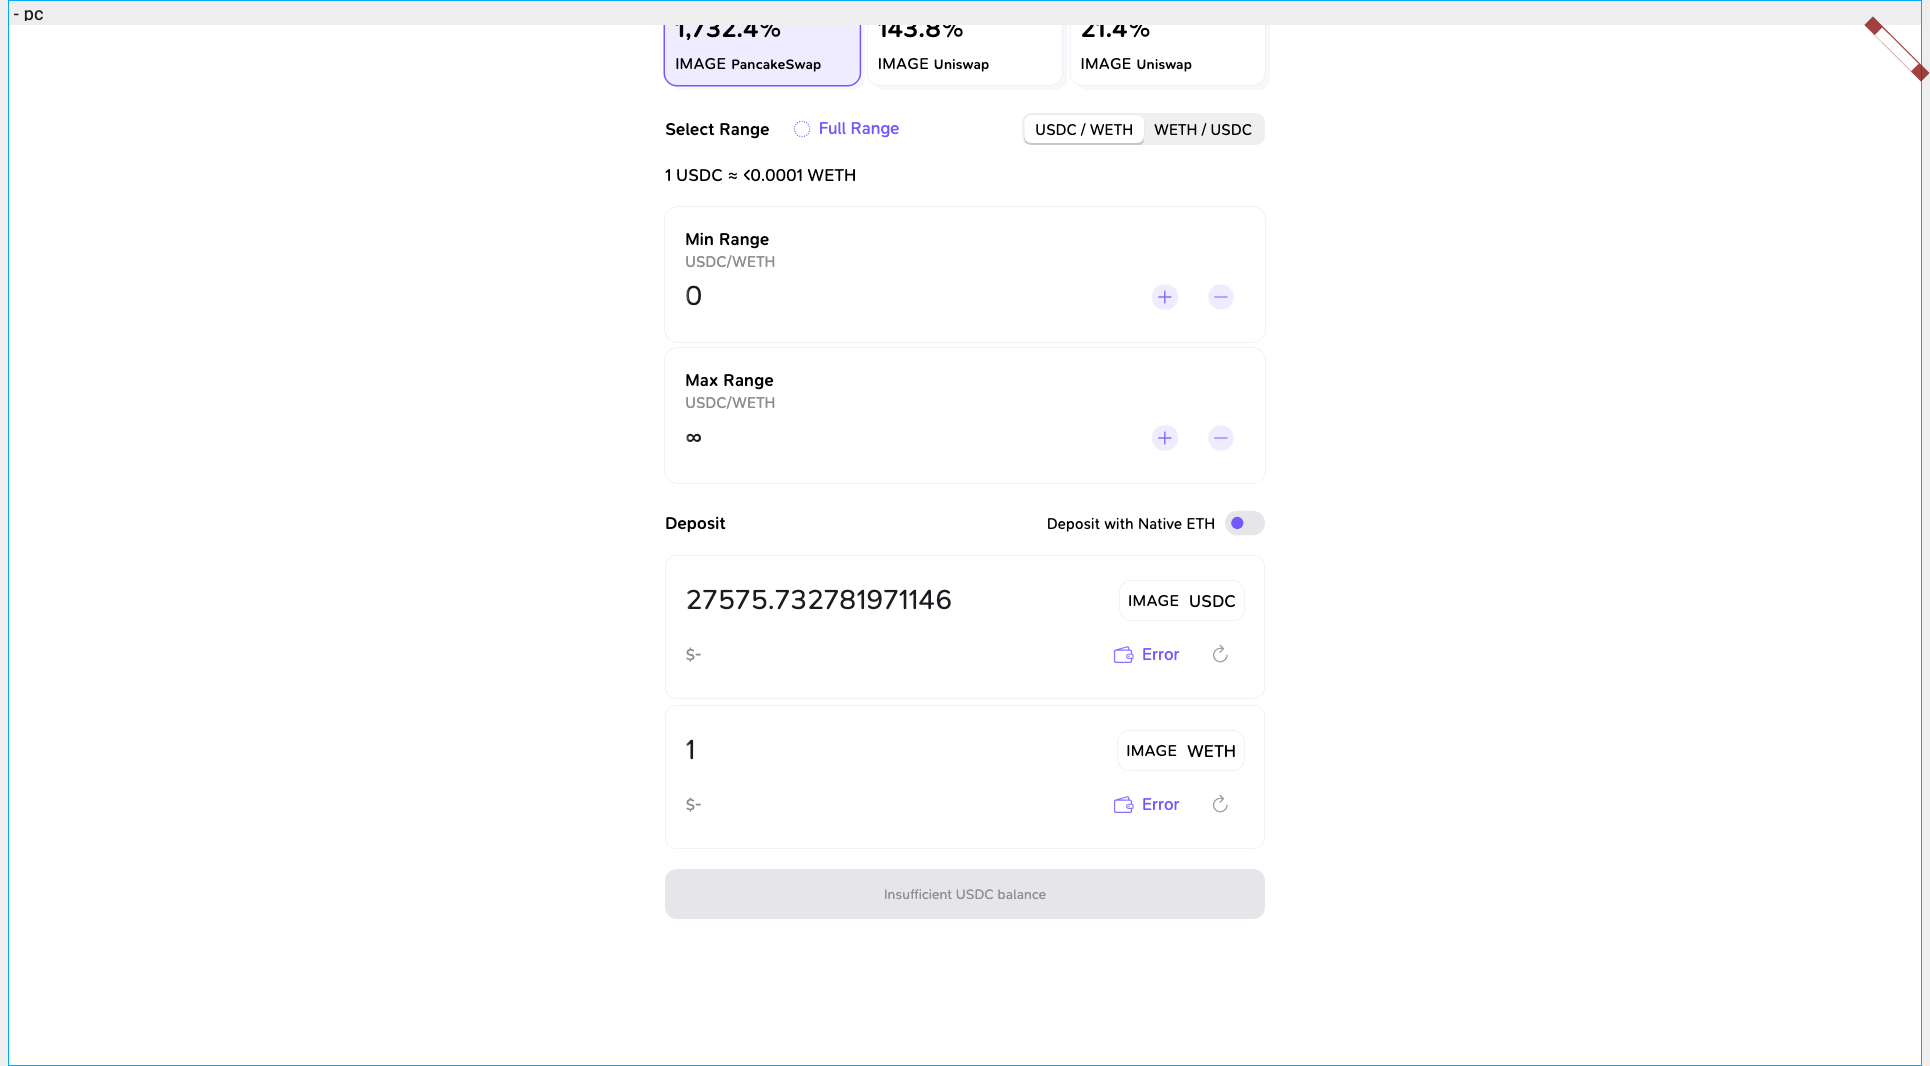 - pc
1,732.4%
143.8%
21.4%
IMAGE PancakeSwap
IMAGE Uniswap
IMAGE Uniswap
Select Range
Full Range
USDC / WETH
WETH / USDC
1 USDC ≈ <0.0001 WETH
Min Range
USDC/WETH
0
Max Range
USDC/WETH
∞
Deposit
Deposit with Native ETH
27575.732781971146
IMAGE USDC
$-
Error
1
IMAGE WETH
$-
Error
Insufficient USDC balance